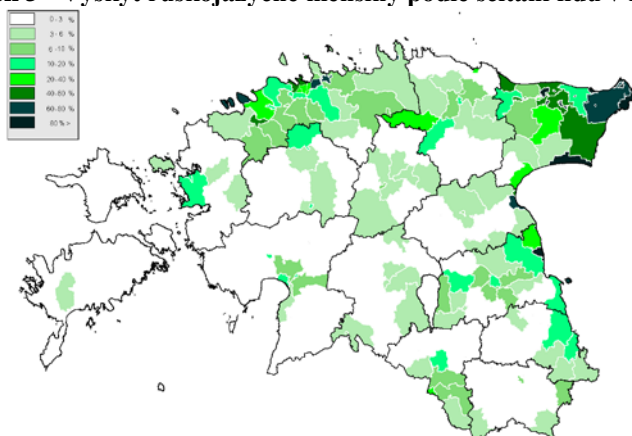 výskyt ruskojazyčné menšiny podle sčítání lidu v
0 - 3 %
3 - 6 %
6 - 10 %
10 - 20 %
20 - 40 %
40 - 60 %
60 - 80 %
80 % >